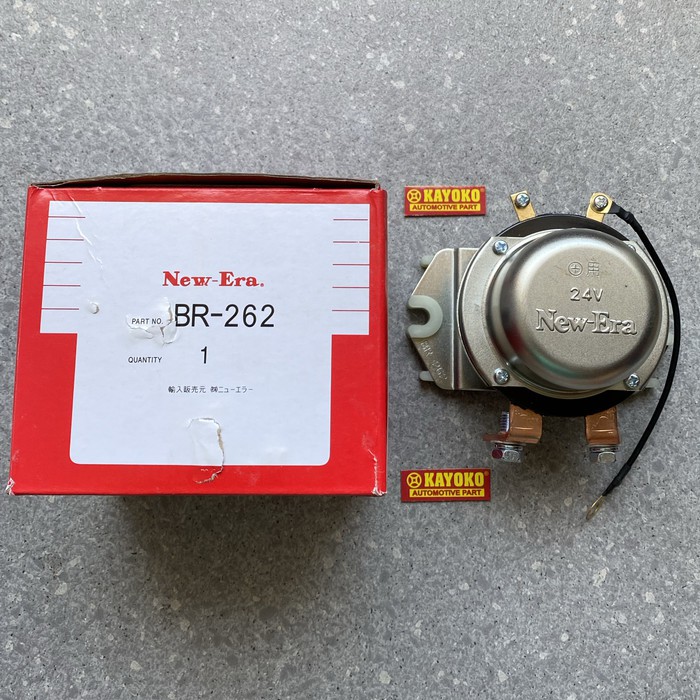 New-Era®
PART NO. BR-262
QUANTITY 1
輸入販売元 ㈱ニューエラー
KAYOKO
AUTOMOTIVE PART
24V
New-Era
KAYOKO
AUTOMOTIVE PART